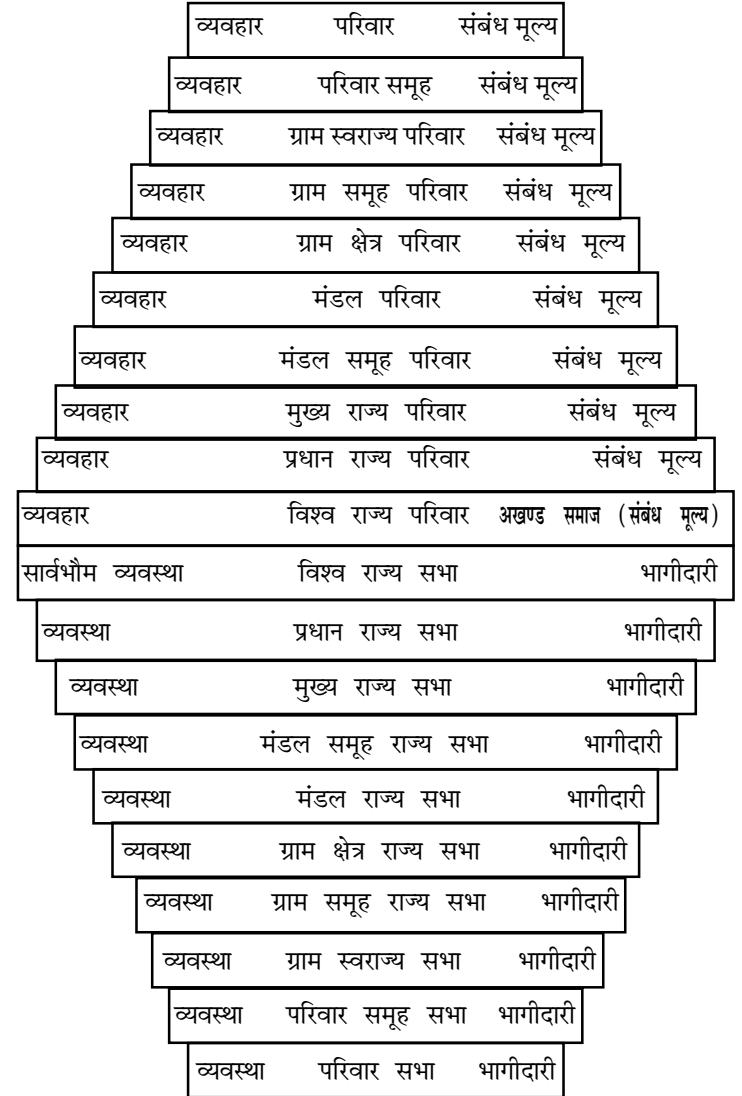 व्यवहार परिवार संबंध मूल्य
व्यवहार परिवार समूह संबंध मूल्य
व्यवहार ग्राम स्वराज्य परिवार संबंध मूल्य
व्यवहार ग्राम समूह परिवार संबंध मूल्य
व्यवहार ग्राम क्षेत्र परिवार संबंध मूल्य
व्यवहार मंडल परिवार संबंध मूल्य
व्यवहार मंडल समूह परिवार संबंध मूल्य
व्यवहार मुख्य राज्य परिवार संबंध मूल्य
व्यवहार प्रधान राज्य परिवार संबंध मूल्य
व्यवहार विश्व राज्य परिवार अखण्ड समाज (संबंध मूल्य)
सार्वभौम व्यवस्था विश्व राज्य सभा भागीदारी
व्यवस्था प्रधान राज्य सभा भागीदारी
व्यवस्था मुख्य राज्य सभा भागीदारी
व्यवस्था मंडल समूह राज्य सभा भागीदारी
व्यवस्था मंडल राज्य सभा भागीदारी
व्यवस्था ग्राम क्षेत्र राज्य सभा भागीदारी
व्यवस्था ग्राम समूह राज्य सभा भागीदारी
व्यवस्था ग्राम स्वराज्य सभा भागीदारी
व्यवस्था परिवार समूह सभा भागीदारी
व्यवस्था परिवार सभा भागीदारी